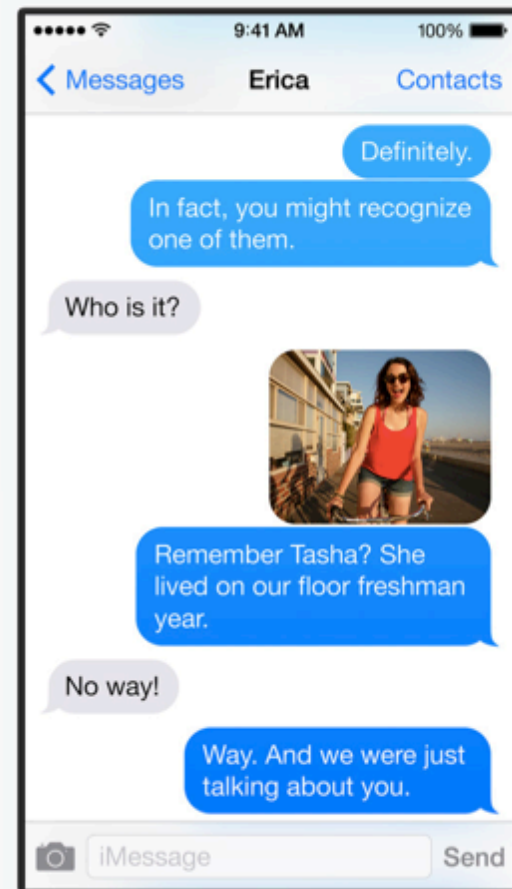 9:41 AM 100%
Messages Erica Contacts
Definitely.
In fact, you might recognize
one of them.
Who is it?
Remember Tasha? She
lived on our floor freshman
year.
No way!
Way. And we were just
talking about you.
iMessage Send